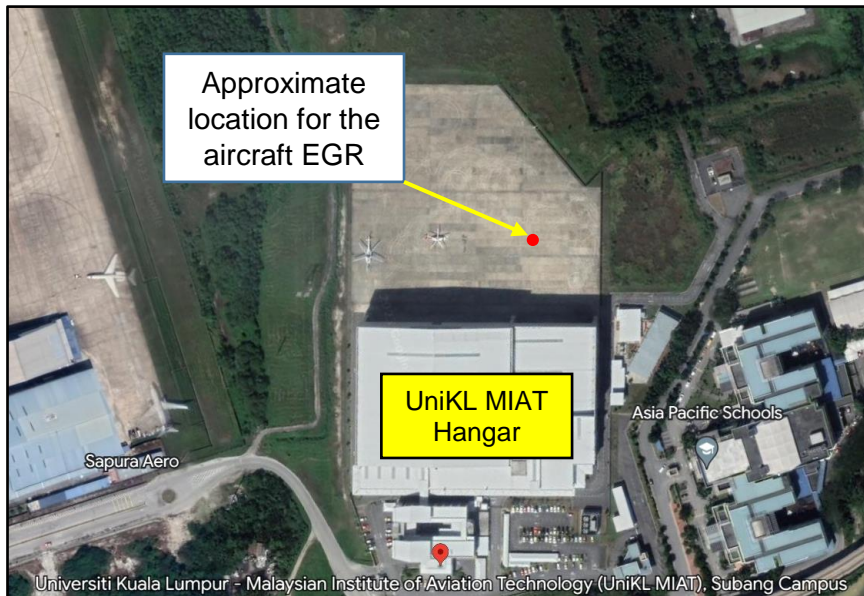 Approximate
location for the
aircraft EGR
UniKL MIAT
Hangar
Asia Pacific Schools
Sapura Aero
Universiti Kuala Lumpur - Malaysian Institute of Aviation Technology (UniKL MIAT), Subang Campus